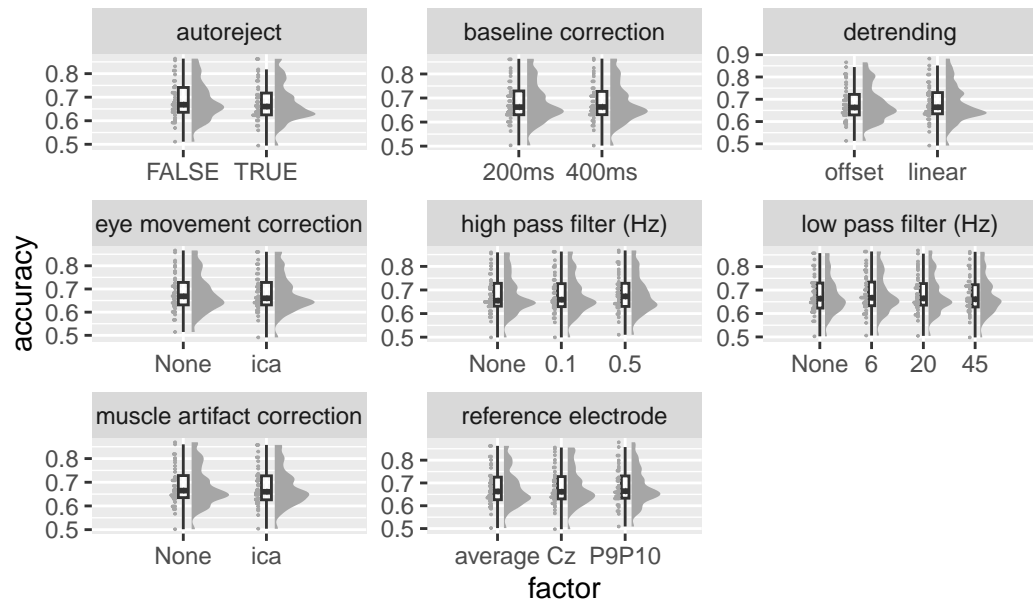 autoreject
baseline correction
detrending
0.8
0.7
0.6
0.5
FALSE TRUE
0.8
0.7
0.6
0.5
200ms 400ms
0.9
0.8
0.7
0.6
0.5
offset linear
eye movement correction
high pass filter (Hz)
low pass filter (Hz)
accuracy
0.8
0.7
0.6
0.5
None ica
0.8
0.7
0.6
0.5
None 0.1 0.5
0.8
0.7
0.6
0.5
None 6 20 45
muscle artifact correction
reference electrode
0.8
0.7
0.6
0.5
None ica
0.8
0.7
0.6
0.5
average Cz P9P10
factor